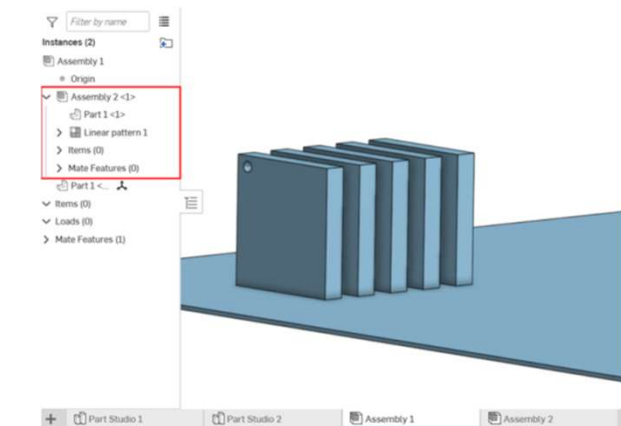 Filter by name
Instances (2)
Assembly 1
Origin
Assembly 2 <1>
Part 1 <1>
Linear pattern 1
Items (0)
Mate Features (0)
Part 1 <...
Items (0)
Loads (0)
Mate Features (1)
Part Studio 1
Part Studio 2
Assembly 1
Assembly 2